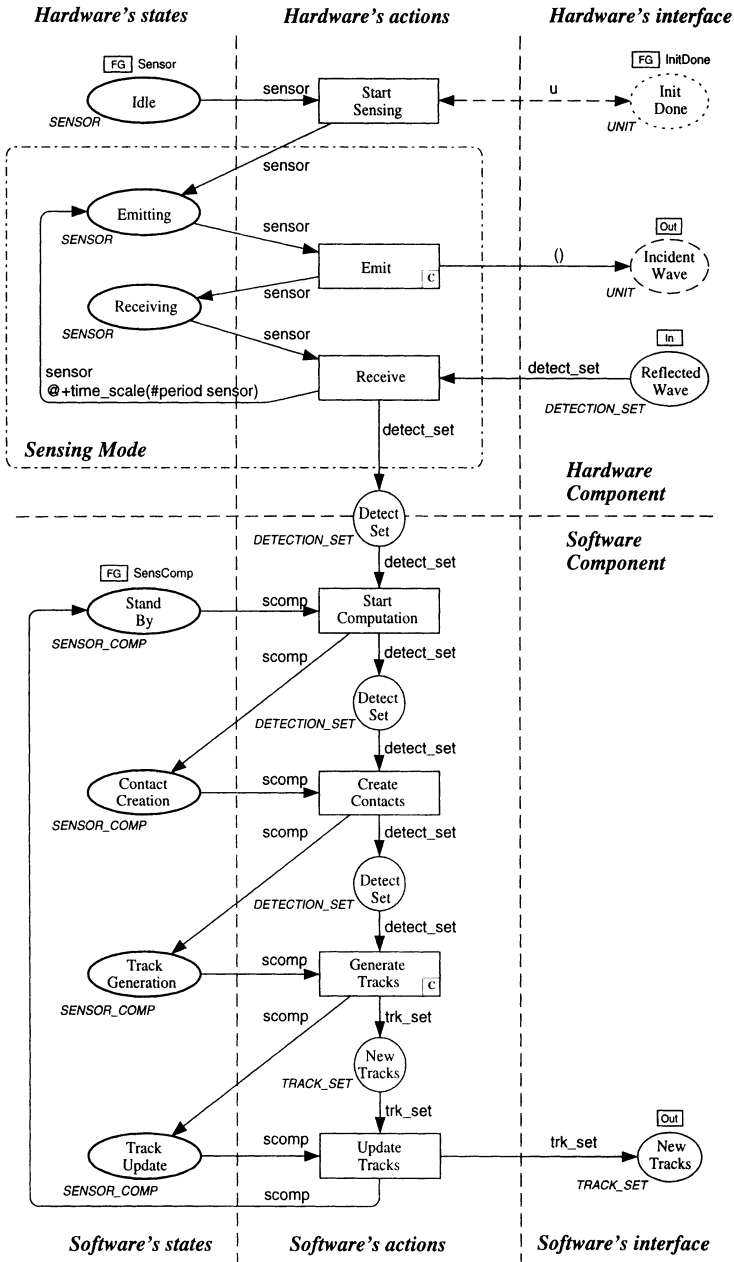 Hardware's states
Hardware's actions
Hardware's interface
FG Sensor
FG InitDone
Idle
SENSOR
sensor
Start
Sensing
u
Init
Done
UNIT
sensor
Emitting
SENSOR
sensor
Emit
C
()
Out
Incident
Wave
UNIT
sensor
Receiving
SENSOR
sensor
In
sensor
@+time_scale(#period sensor)
Receive
detect_set
Reflected
Wave
DETECTION_SET
detect_set
Sensing Mode
Hardware
Component
Detect
Set
DETECTION_SET
Software
Component
detect_set
FG SensComp
Stand
By
SENSOR_COMP
scomp
Start
Computation
scomp
detect_set
Detect
Set
DETECTION_SET
detect_set
Contact
Creation
SENSOR_COMP
scomp
Create
Contacts
scomp
detect_set
Detect
Set
DETECTION_SET
detect_set
Track
Generation
SENSOR_COMP
scomp
Generate
Tracks
C
scomp
trk_set
New
Tracks
TRACK_SET
trk_set
Track
Update
SENSOR_COMP
scomp
Update
Tracks
trk_set
Out
New
Tracks
TRACK_SET
scomp
Software's states
Software's actions
Software's interface